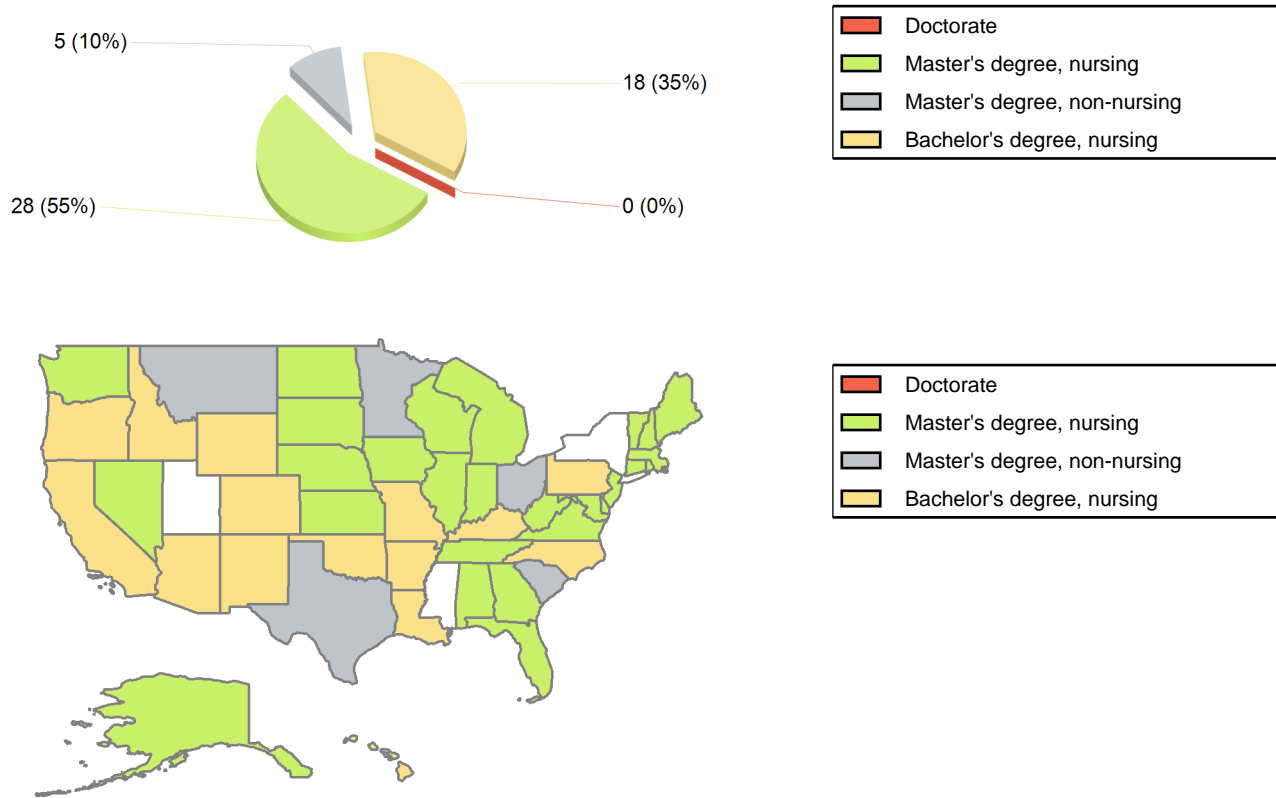 5 (10%)
18 (35%)
28 (55%)
0 (0%)
Doctorate
Master's degree, nursing
Master's degree, non-nursing
Bachelor's degree, nursing
Doctorate
Master's degree, nursing
Master's degree, non-nursing
Bachelor's degree, nursing